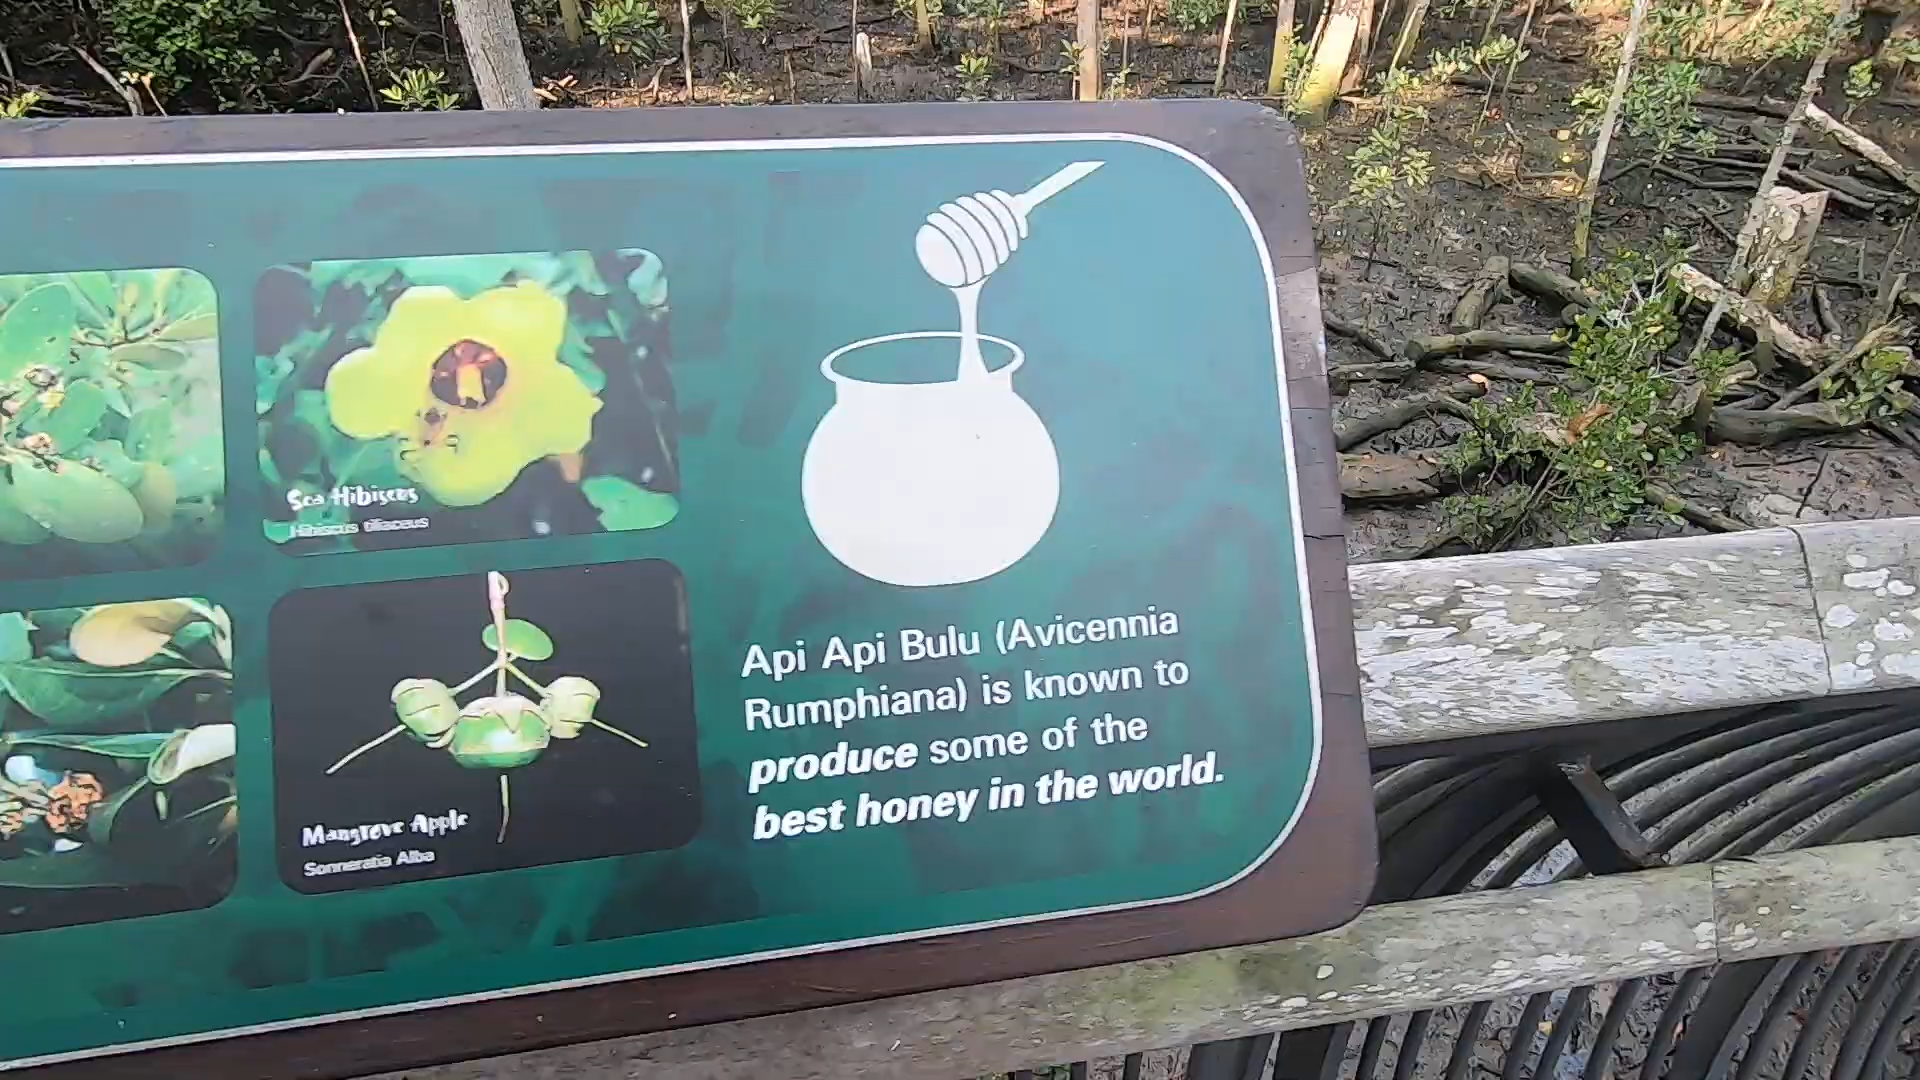 Sea Hibiscus
Hibiscus tiliaceus
Mangrove Apple
Sonneratia Alba
Api Api Bulu (Avicennia
Rumphiana) is known to
produce some of the
best honey in the world.